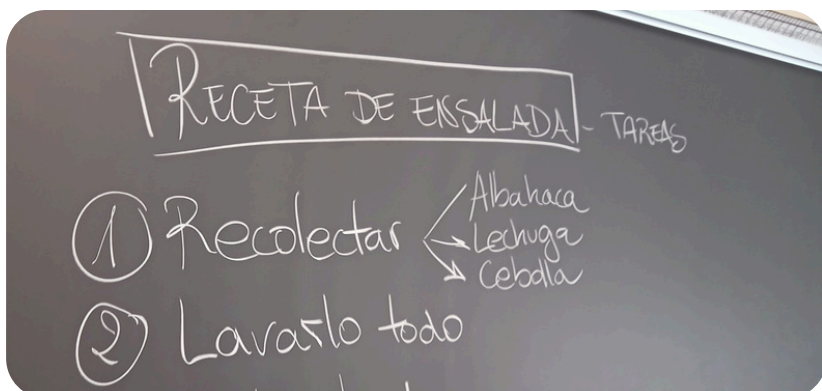 RECETA DE ENSALADA - TAREAS
Albahaca
1 Recolectar Lechuga
Cebolla
2 Lavarlo todo